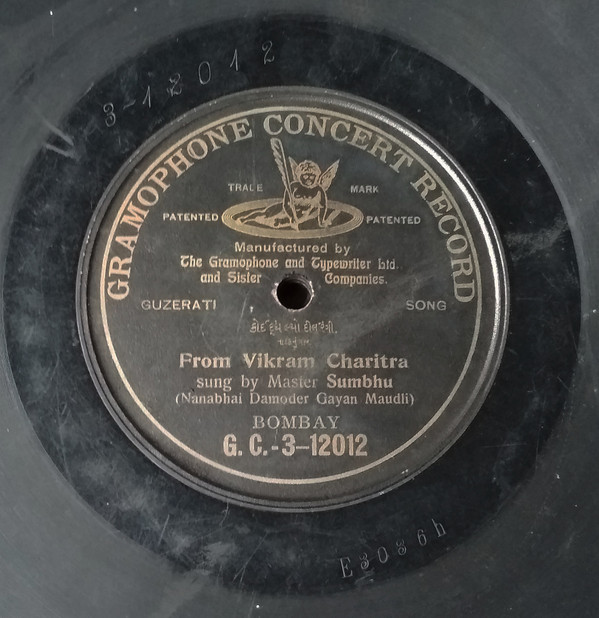 3-12012
GRAMOPHONE CONCERT RECORD
TRADE MARK
PATENTED PATENTED
Manufactured by
The Gramophone and Typewriter Ltd.
and Sister Companies.
GUZERATI SONG
From Vikram Charitra
sung by Master Sumbhu
(Nanabhai Damoder Gayan Maudli)
BOMBAY
G. C.-3-12012
E3036h